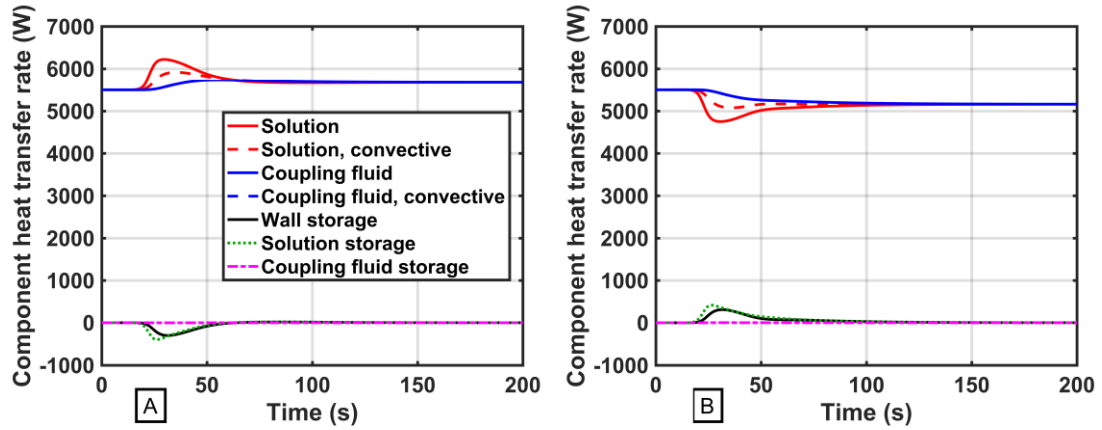 Component heat transfer rate (W)
7000
6000
5000
4000
3000
2000
1000
0
-1000
Solution
Solution, convective
Coupling fluid
Coupling fluid, convective
Wall storage
Solution storage
Coupling fluid storage
0 50 100 150 200
A
Time (s)
Component heat transfer rate (W)
7000
6000
5000
4000
3000
2000
1000
0
-1000
0 50 100 150 200
B
Time (s)